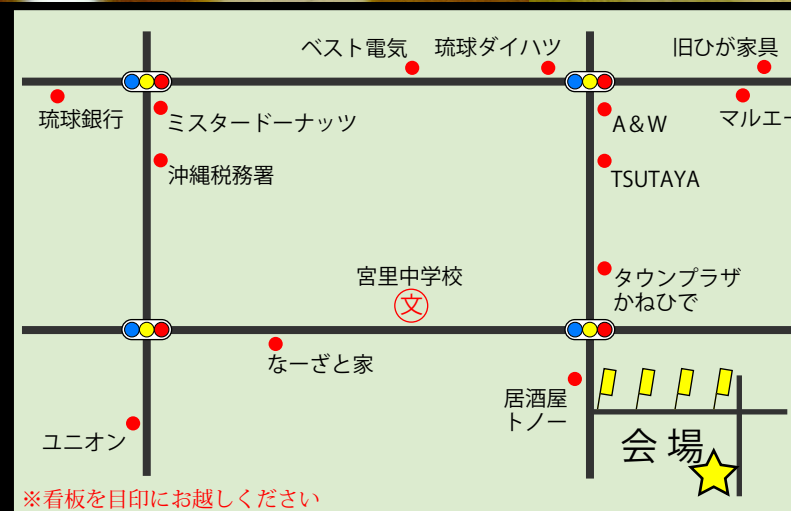 ベスト電気
琉球ダイハツ
旧ひが家具
琉球銀行
ミスタードーナッツ
A&W
マルエー
沖縄税務署
TSUTAYA
宮里中学校
文
タウンプラザ
かねひで
なーざと家
居酒屋
トノー
ユニオン
会場
※看板を目印にお越しください